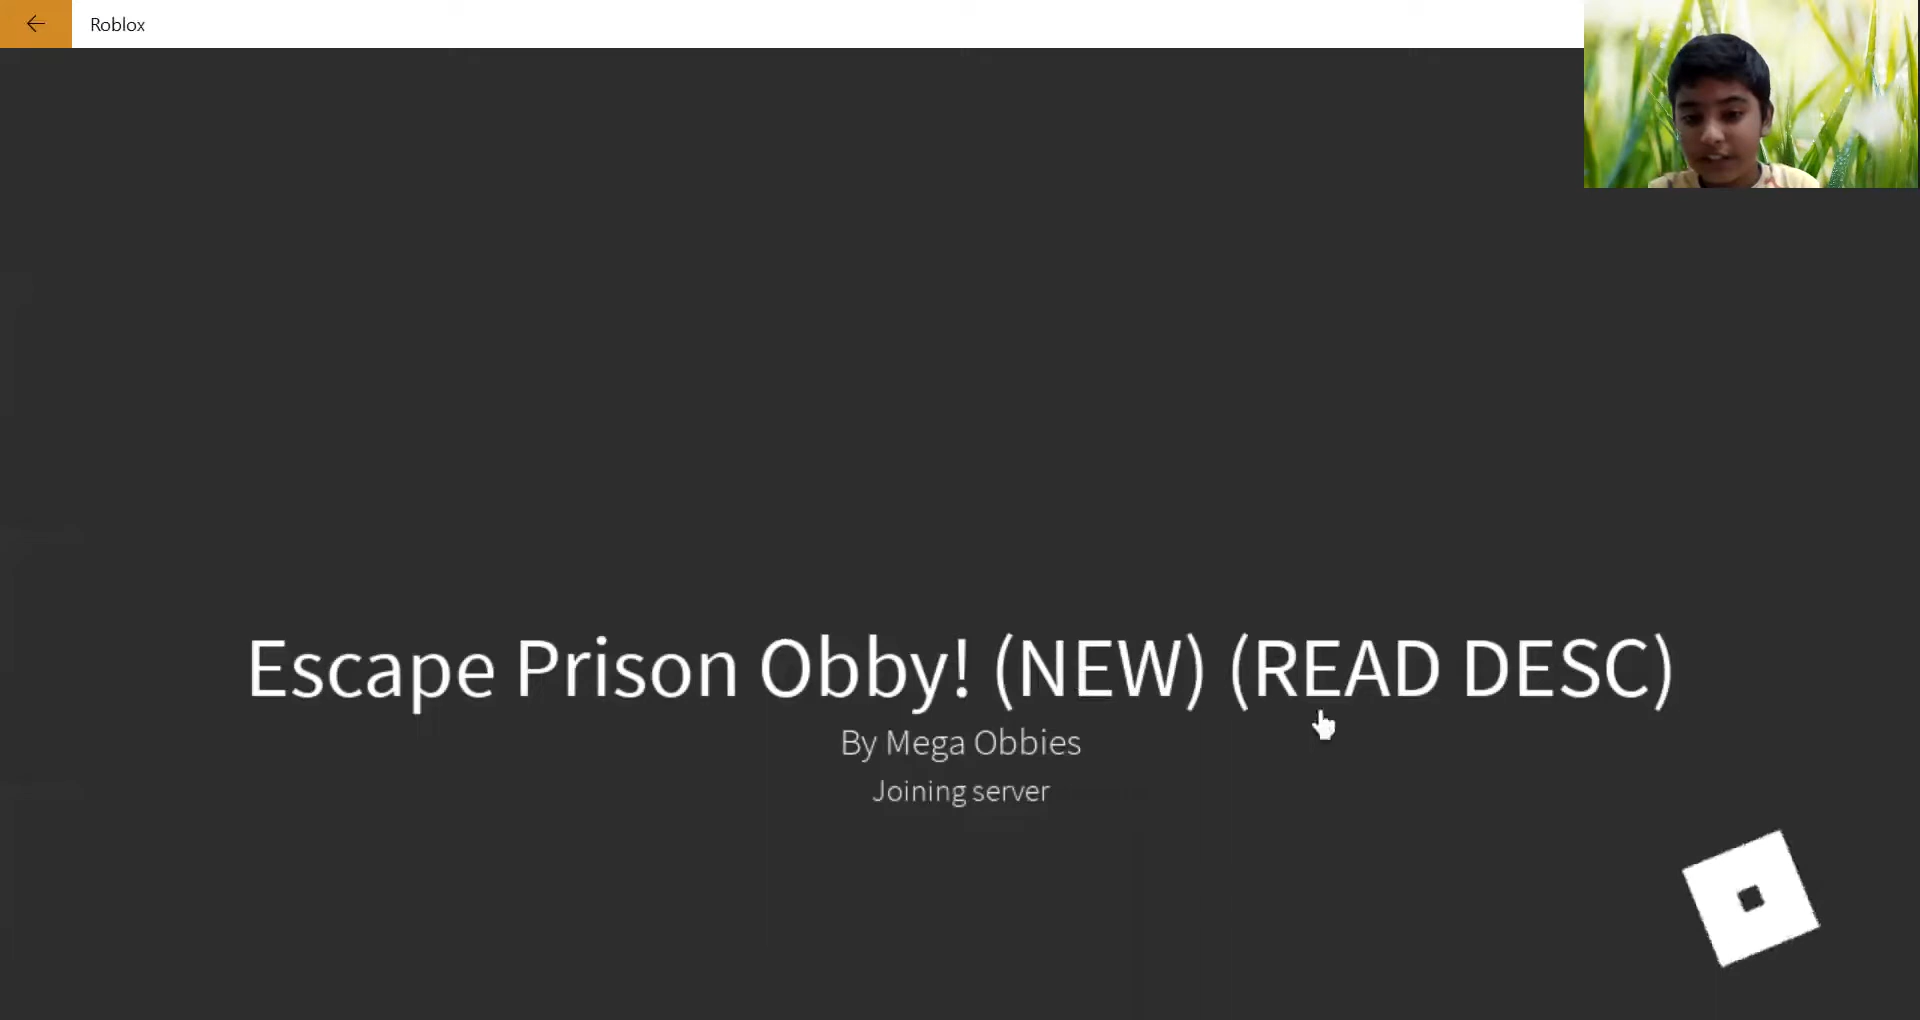 Roblox
Escape Prison Obby! (NEW) (READ DESC)
By Mega Obbies
Joining server